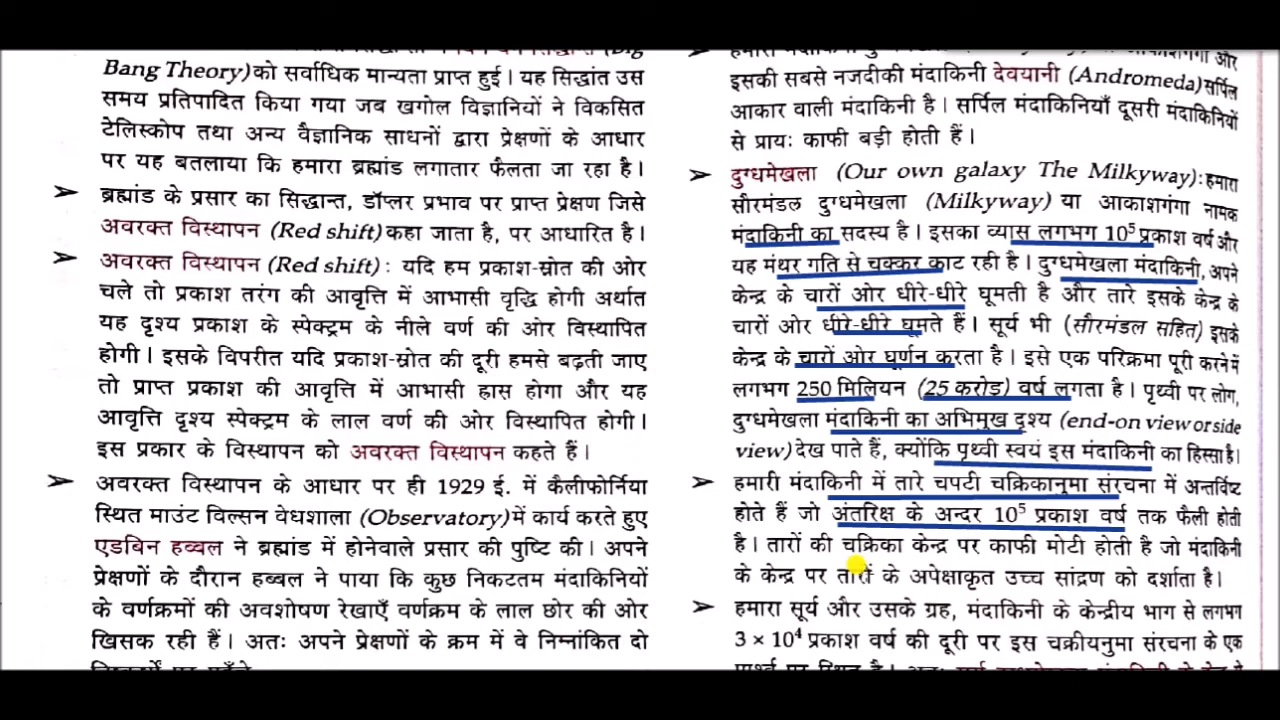 Bang Theory) को सर्वाधिक मान्यता प्राप्त हुई। यह सिद्धांत उस
समय प्रतिपादित किया गया जब खगोल विज्ञानियों ने विकसित
टेलिस्कोप तथा अन्य वैज्ञानिक साधनों द्वारा प्रेक्षणों के आधार
पर यह बतलाया कि हमारा ब्रह्मांड लगातार फैलता जा रहा है।
➢ ब्रह्मांड के प्रसार का सिद्धान्त, डॉप्लर प्रभाव पर प्राप्त प्रेक्षण जिसे
अवरक्त विस्थापन (Red shift) कहा जाता है, पर आधारित है।
➢ अवरक्त विस्थापन (Red shift) : यदि हम प्रकाश-स्रोत की ओर
चले तो प्रकाश तरंग की आवृत्ति में आभासी वृद्धि होगी अर्थात
यह दृश्य प्रकाश के स्पेक्ट्रम के नीले वर्ण की ओर विस्थापित
होगी। इसके विपरीत यदि प्रकाश-स्रोत की दूरी हमसे बढ़ती जाए
तो प्राप्त प्रकाश की आवृत्ति में आभासी ह्रास होगा और यह
आवृत्ति दृश्य स्पेक्ट्रम के लाल वर्ण की ओर विस्थापित होगी।
इस प्रकार के विस्थापन को अवरक्त विस्थापन कहते हैं।
➢ अवरक्त विस्थापन के आधार पर ही 1929 ई. में कैलीफोर्निया
स्थित माउंट विल्सन वेधशाला (Observatory) में कार्य करते हुए
एडबिन हब्बल ने ब्रह्मांड में होनेवाले प्रसार की पुष्टि की। अपने
प्रेक्षणों के दौरान हब्बल ने पाया कि कुछ निकटतम मंदाकिनियों
के वर्णक्रमों की अवशोषण रेखाएँ वर्णक्रम के लाल छोर की ओर
खिसक रही हैं। अतः अपने प्रेक्षणों के क्रम में वे निम्नांकित दो
इसकी सबसे नजदीकी मंदाकिनी देवयानी (Andromeda) सर्पिल
आकार वाली मंदाकिनी है। सर्पिल मंदाकिनियाँ दूसरी मंदाकिनियों
से प्रायः काफी बड़ी होती हैं।
➢ दुग्धमेखला (Our own galaxy The Milkyway) : हमारा
सौरमंडल दुग्धमेखला (Milkyway) या आकाशगंगा नामक
मंदाकिनी का सदस्य है। इसका व्यास लगभग 10⁵ प्रकाश वर्ष और
यह मंथर गति से चक्कर काट रही है। दुग्धमेखला मंदाकिनी, अपने
केन्द्र के चारों ओर धीरे-धीरे घूमती है और तारे इसके केन्द्र के
चारों ओर धीरे-धीरे घूमते हैं। सूर्य भी (सौरमंडल सहित) इसके
केन्द्र के चारों ओर घूर्णन करता है। इसे एक परिक्रमा पूरी करने में
लगभग 250 मिलियन (25 करोड़) वर्ष लगता है। पृथ्वी पर लोग,
दुग्धमेखला मंदाकिनी का अभिमुख दृश्य (end-on view or side
view) देख पाते हैं, क्योंकि पृथ्वी स्वयं इस मंदाकिनी का हिस्सा है।
➢ हमारी मंदाकिनी में तारे चपटी चक्रिकानुमा संरचना में अन्तर्विष्ट
होते हैं जो अंतरिक्ष के अन्दर 10⁵ प्रकाश वर्ष तक फैली होती
है। तारों की चक्रिका केन्द्र पर काफी मोटी होती है जो मंदाकिनी
के केन्द्र पर तारों के अपेक्षाकृत उच्च सांद्रण को दर्शाता है।
➢ हमारा सूर्य और उसके ग्रह, मंदाकिनी के केन्द्रीय भाग से लगभग
3 × 10⁴ प्रकाश वर्ष की दूरी पर इस चक्रीयनुमा संरचना के एक